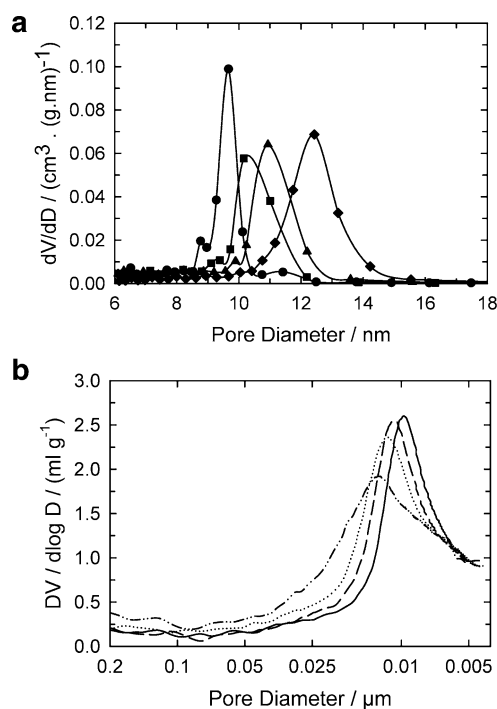 a
dV/dD / (cm³ . (g.nm)⁻¹)
0.12
0.10
0.08
0.06
0.04
0.02
0.00
6 8 10 12 14 16 18
Pore Diameter / nm
b
DV / dlog D / (ml g⁻¹)
3.0
2.5
2.0
1.5
1.0
0.5
0.0
0.2 0.1 0.05 0.025 0.01 0.005
Pore Diameter / µm